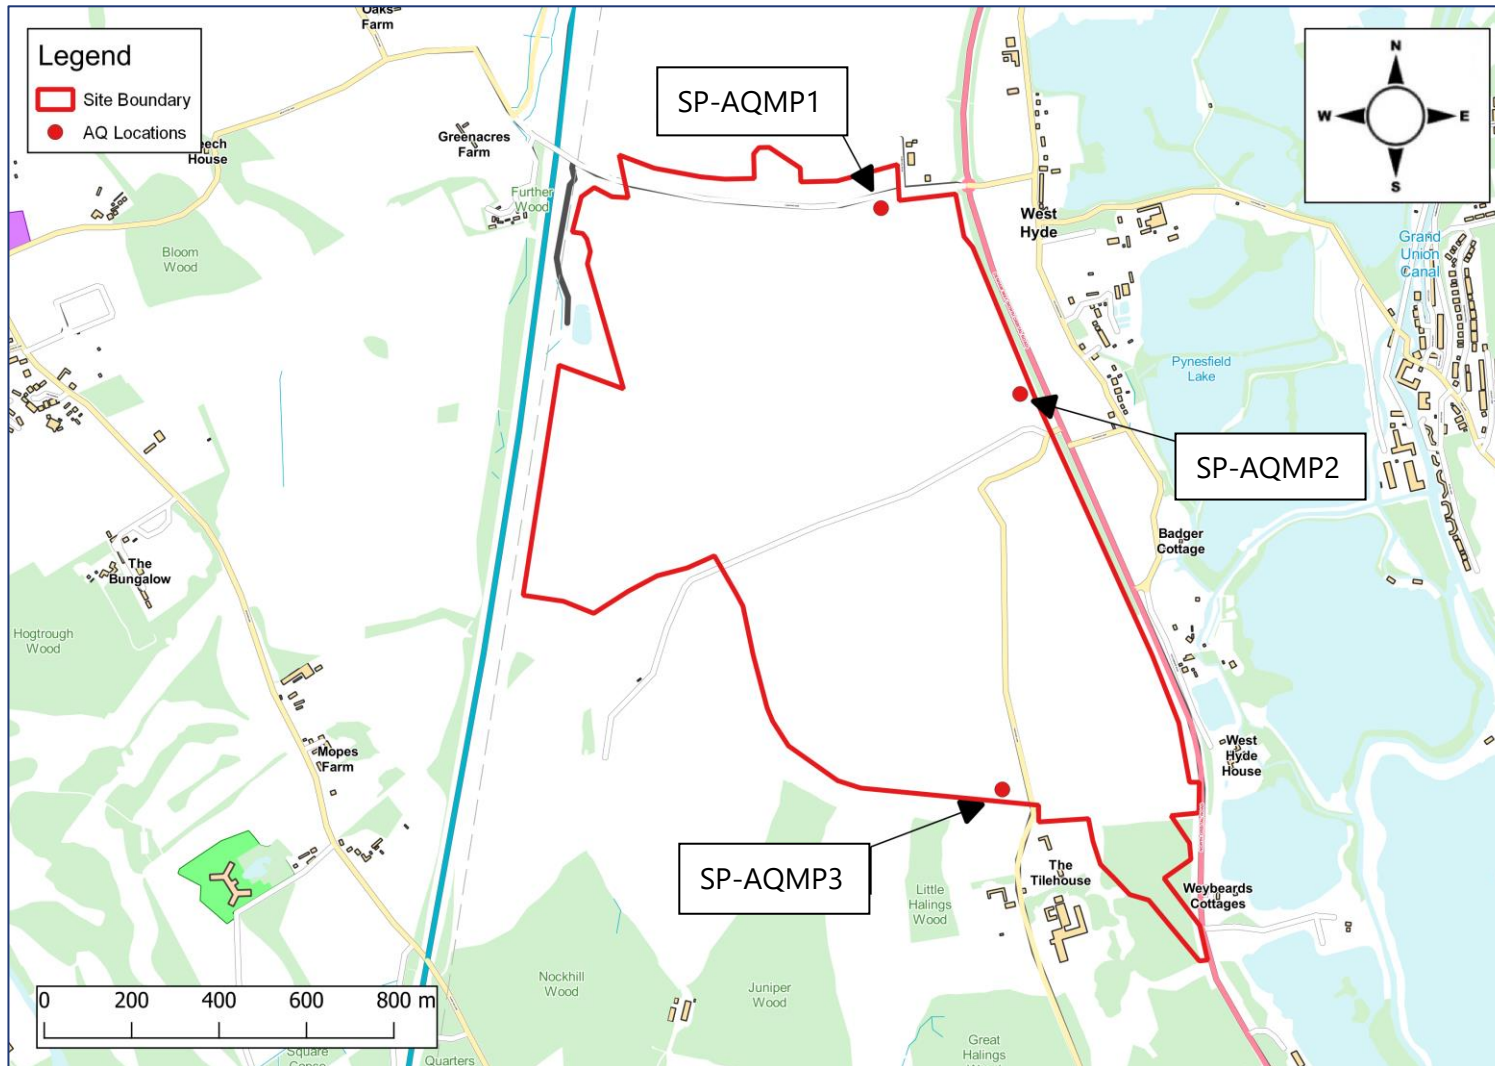 Legend
Site Boundary
AQ Locations
Oaks
Farm
eech
House
Greenacres
Farm
Further
Wood
Bloom
Wood
SP-AQMP1
N
W
E
S
West
Hyde
Grand
Union
Canal
Pynesfield
Lake
SP-AQMP2
Badger
Cottage
The
Bungalow
Hogtrough
Wood
Mopes
Farm
West
Hyde
House
SP-AQMP3
The
Tilehouse
Little
Halings
Wood
Weybeards
Cottages
Nockhill
Wood
Juniper
Wood
Great
Halings
0 200 400 600 800 m
Square
Quarters